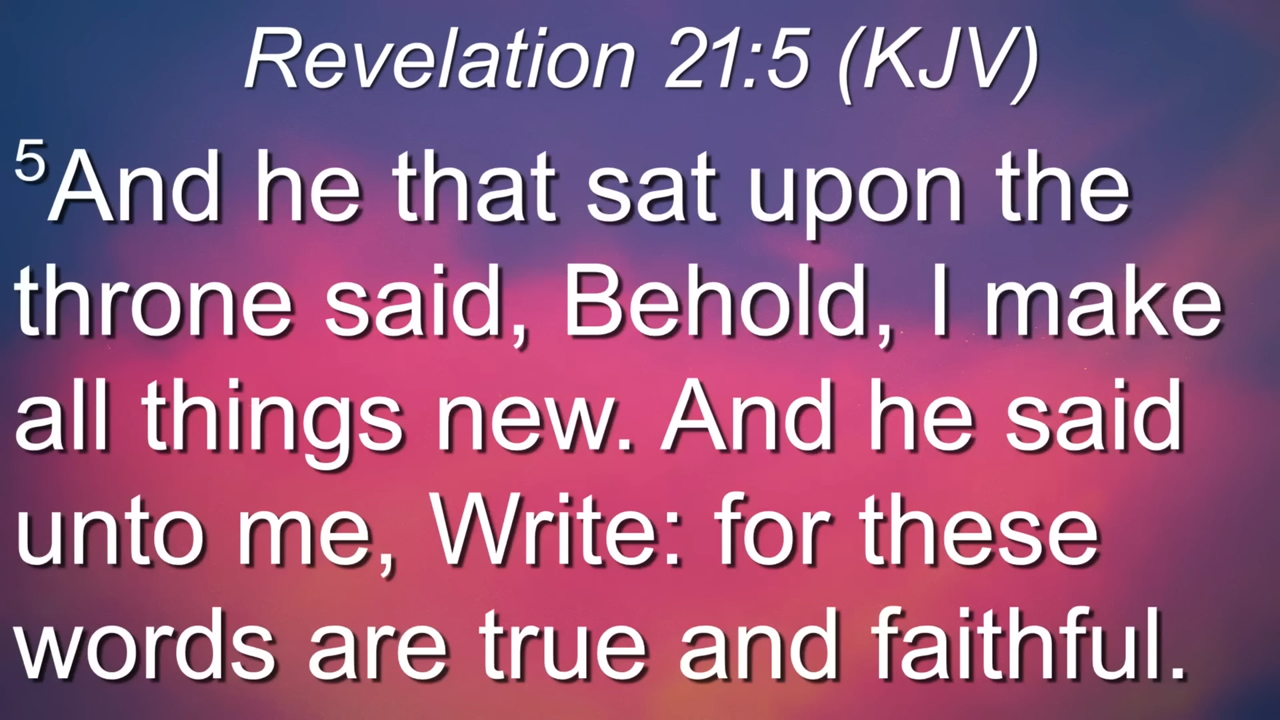 Revelation 21:5 (KJV)
⁵And he that sat upon the
throne said, Behold, I make
all things new. And he said
unto me, Write: for these
words are true and faithful.